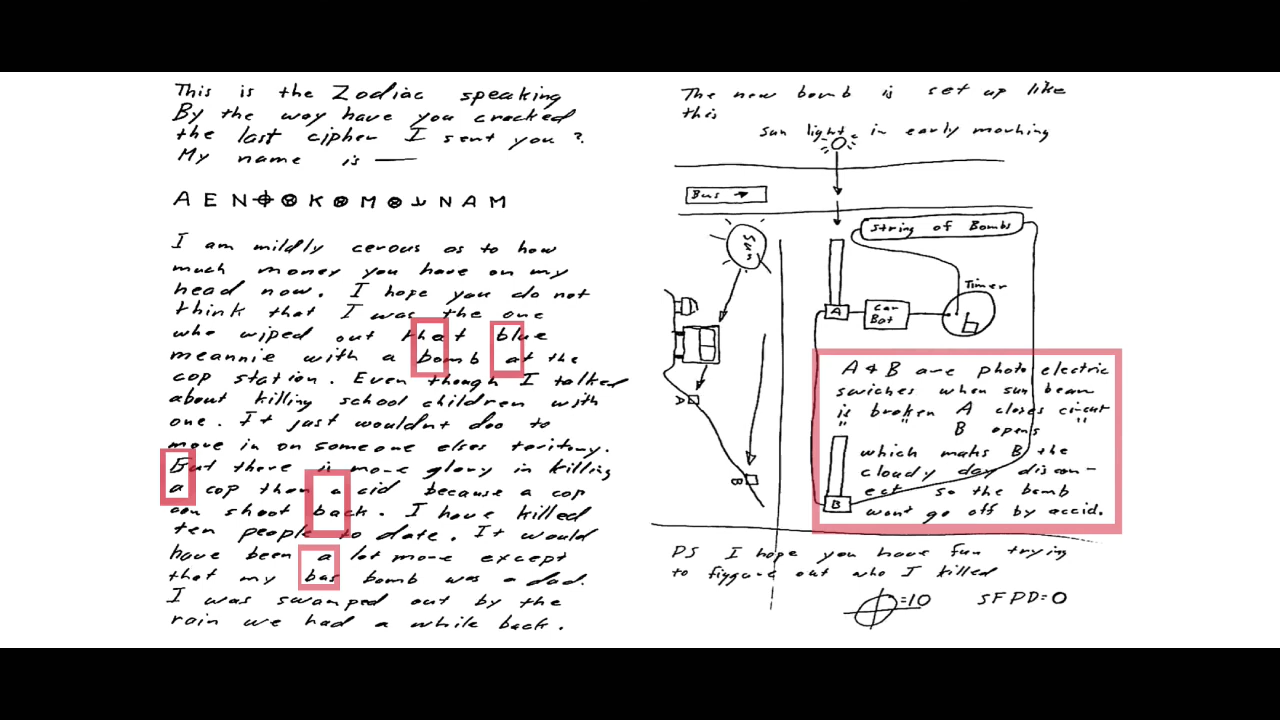 This is the Zodiac speaking
By the way have you cracked
the last cipher I sent you?
My name is —
A E N ⌖ ⊗ K ⊗ M ⊗ ⅃ N A M
I am mildly cerous as to how
much money you have on my
head now. I hope you do not
think that I was the one
who wiped out that blue
meannie with a bomb at the
cop station. Even though I talked
about killing school children with
one. It just wouldnt doo to
move in on someone elses teritory.
But there is more glory in killing
a cop than a cid because a cop
can shoot back. I have killed
ten people to date. It would
have been a lot more except
that my bas bomb was a dud.
I was swamped out by the
rain we had a while back.
The new bomb is set up like
this
sun light in early morning
Bus →
String of Bombs
Sun
Timer
A
Car
Bat
A
B
A & B are photo electric
swiches when sun beam
is broken A closes circut
" B opens "
which maks B the
cloudy day discon-
ect so the bomb
wont go off by accid.
B
PS I hope you have fun trying
to figgure out who I killed
⌖=10 SFPD=0